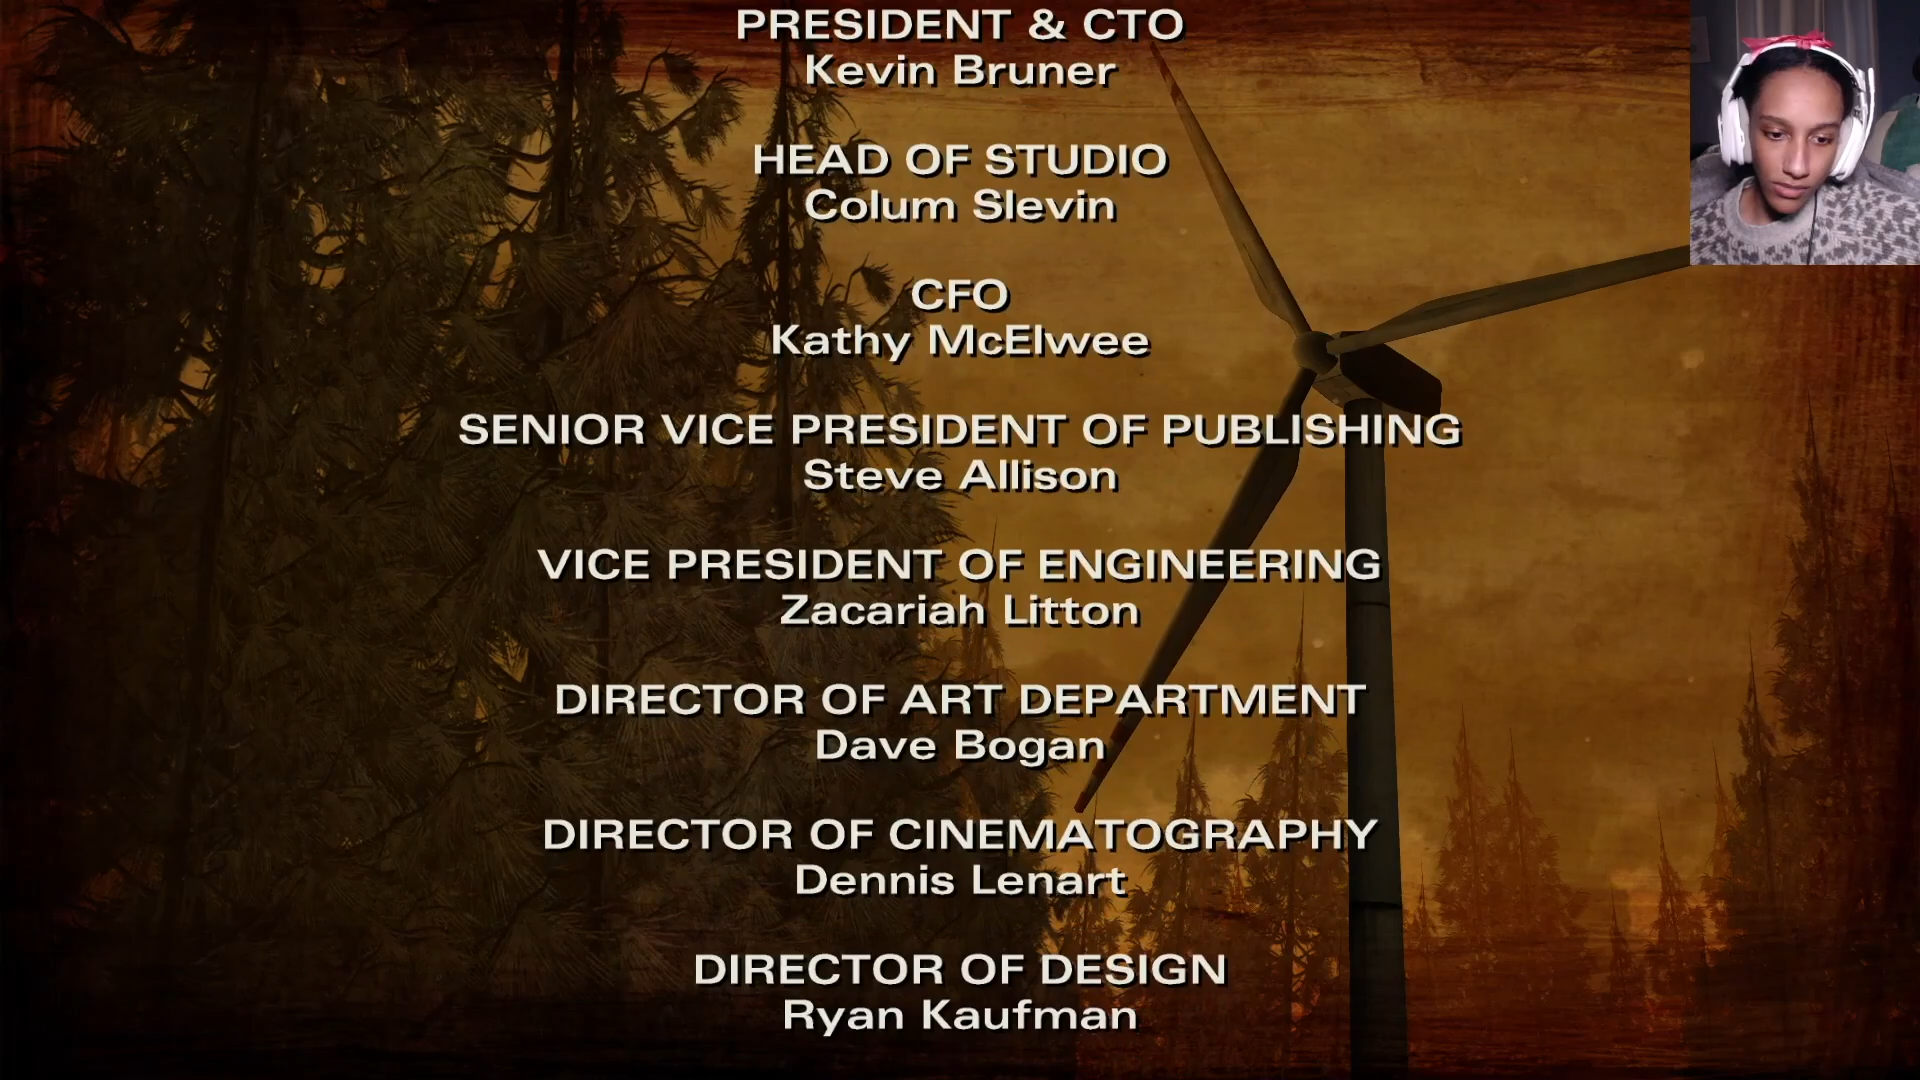 PRESIDENT & CTO
Kevin Bruner
HEAD OF STUDIO
Colum Slevin
CFO
Kathy McElwee
SENIOR VICE PRESIDENT OF PUBLISHING
Steve Allison
VICE PRESIDENT OF ENGINEERING
Zacariah Litton
DIRECTOR OF ART DEPARTMENT
Dave Bogan
DIRECTOR OF CINEMATOGRAPHY
Dennis Lenart
DIRECTOR OF DESIGN
Ryan Kaufman